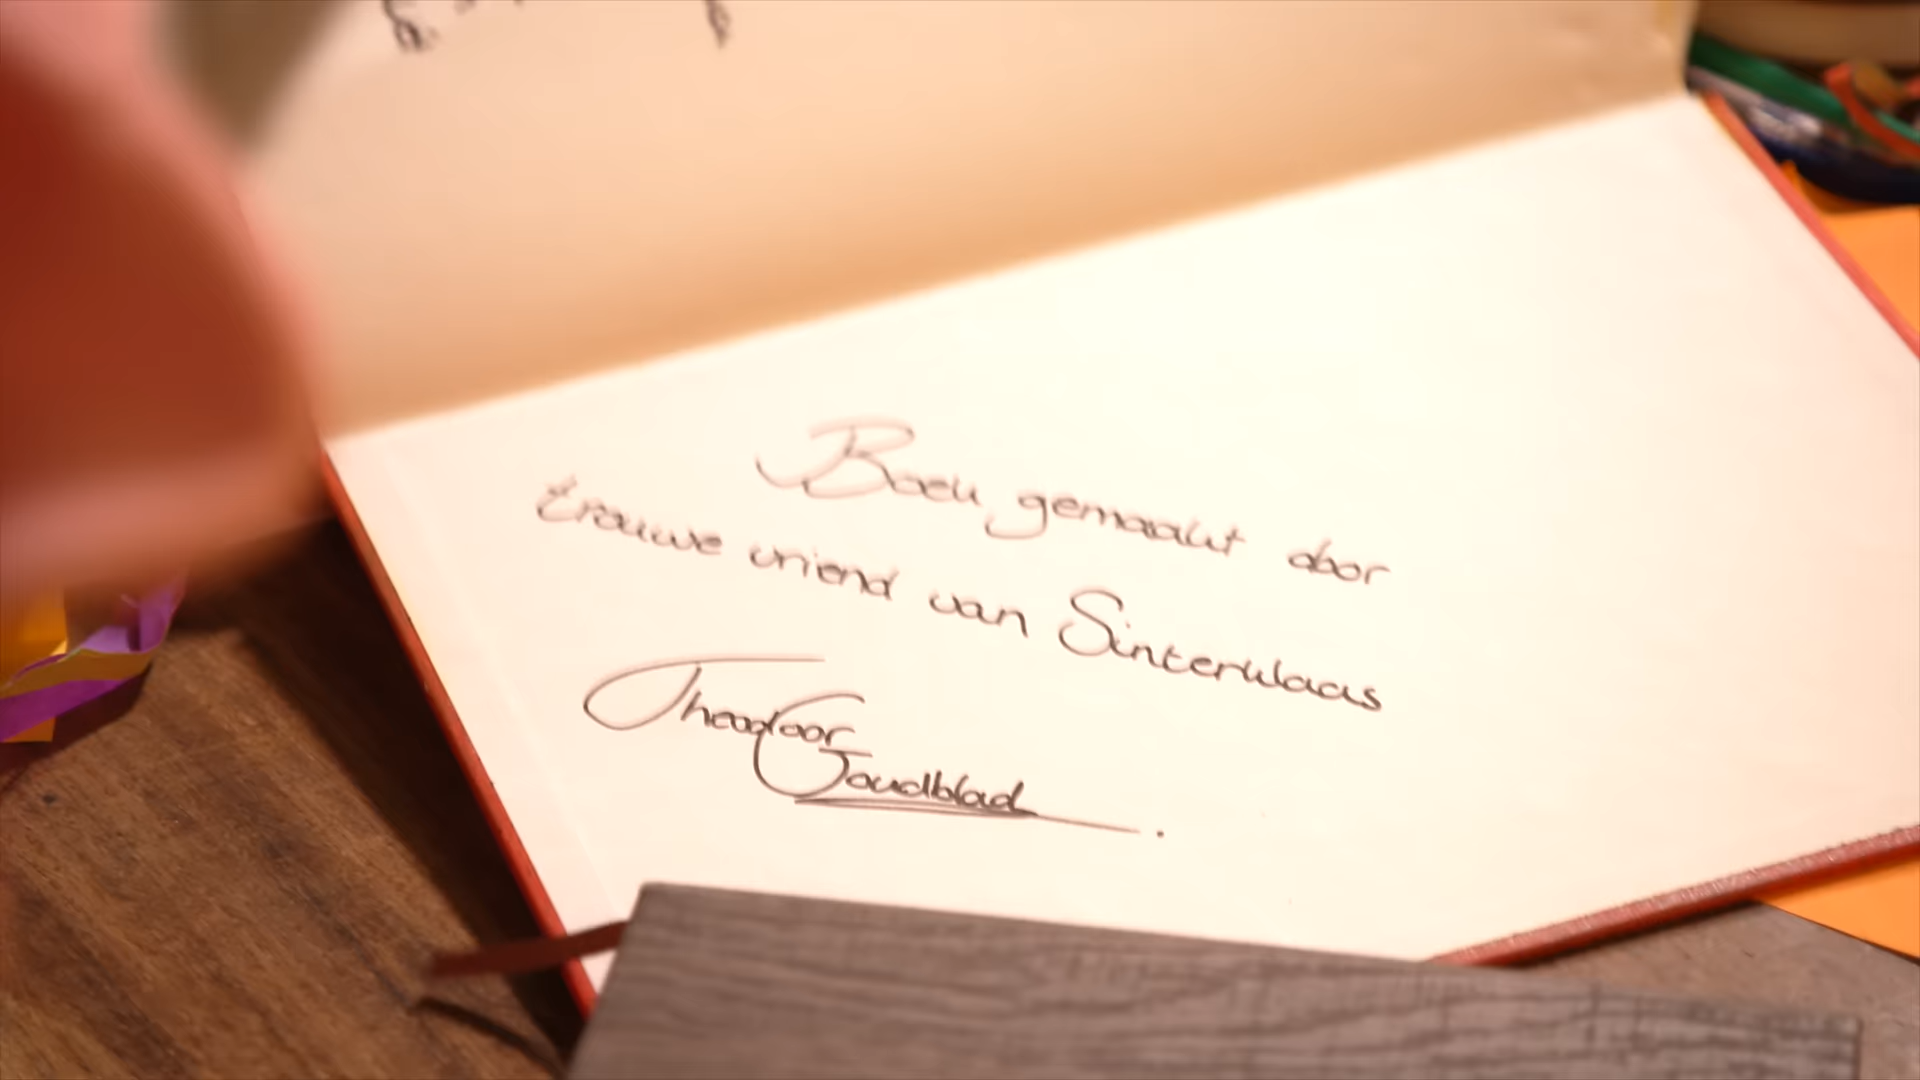 Boek gemaakt door
trouwe vriend van Sinterklaas
Theodoor
Goudblad